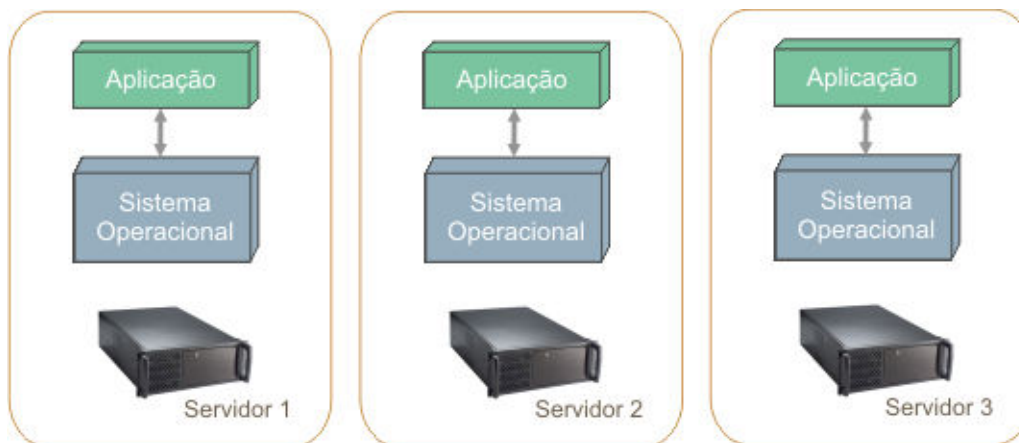 Aplicação
Aplicação
Aplicação
Sistema
Operacional
Sistema
Operacional
Sistema
Operacional
Servidor 1
Servidor 2
Servidor 3